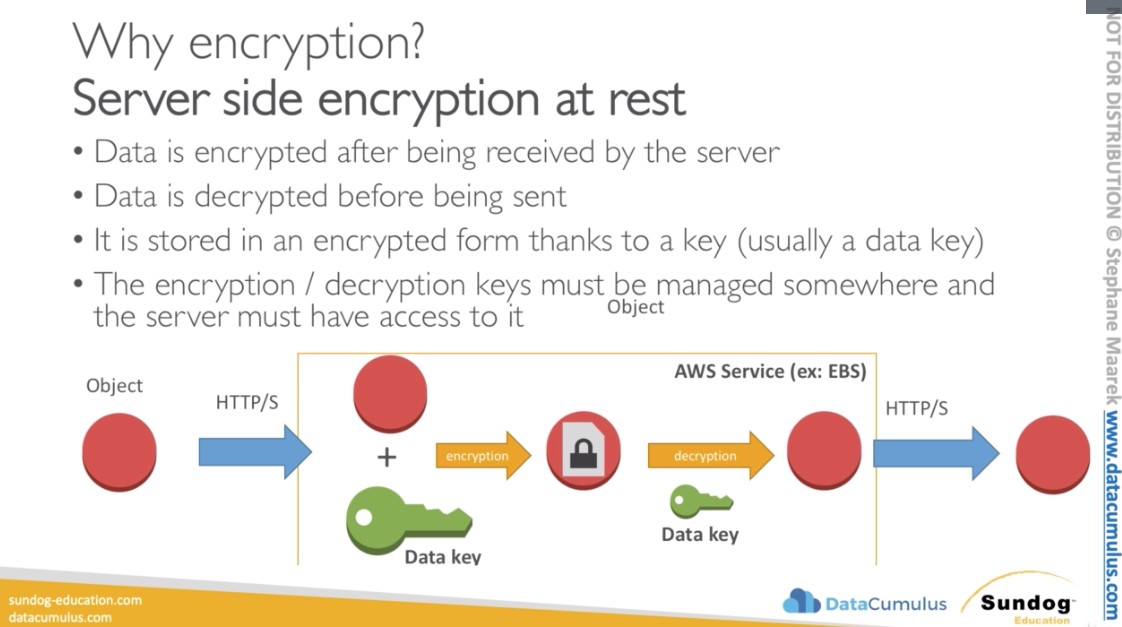 Why encryption?
Server side encryption at rest
• Data is encrypted after being received by the server
• Data is decrypted before being sent
• It is stored in an encrypted form thanks to a key (usually a data key)
• The encryption / decryption keys must be managed somewhere and
the server must have access to it
Object
Object
HTTP/S
AWS Service (ex: EBS)
HTTP/S
+
encryption
decryption
Data key
Data key
sundog-education.com
datacumulus.com
DataCumulus
Sundog
Education
NOT FOR DISTRIBUTION © Stephane Maarek www.datacumulus.com